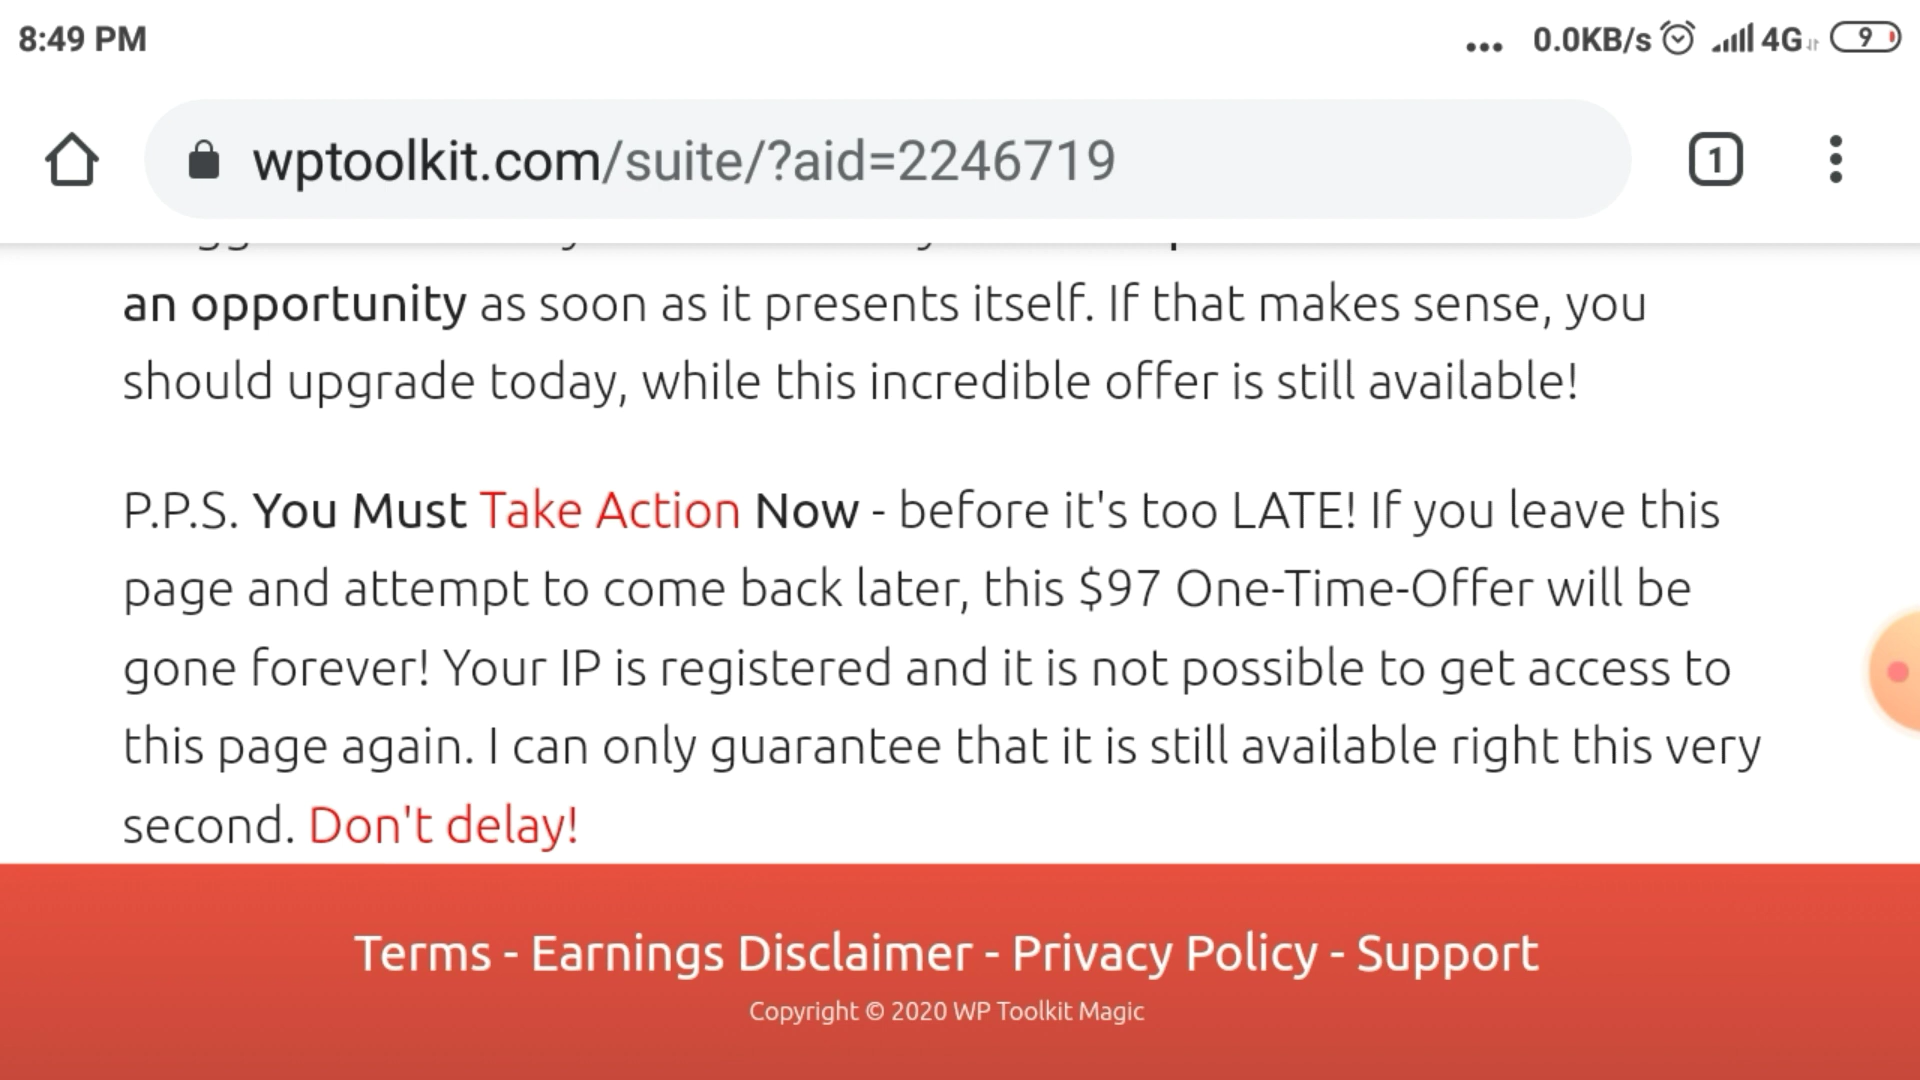 8:49 PM
... 0.0KB/s 4G 9
wptoolkit.com/suite/?aid=2246719
1
an opportunity as soon as it presents itself. If that makes sense, you
should upgrade today, while this incredible offer is still available!
P.P.S. You Must Take Action Now - before it's too LATE! If you leave this
page and attempt to come back later, this $97 One-Time-Offer will be
gone forever! Your IP is registered and it is not possible to get access to
this page again. I can only guarantee that it is still available right this very
second. Don't delay!
Terms - Earnings Disclaimer - Privacy Policy - Support
Copyright © 2020 WP Toolkit Magic